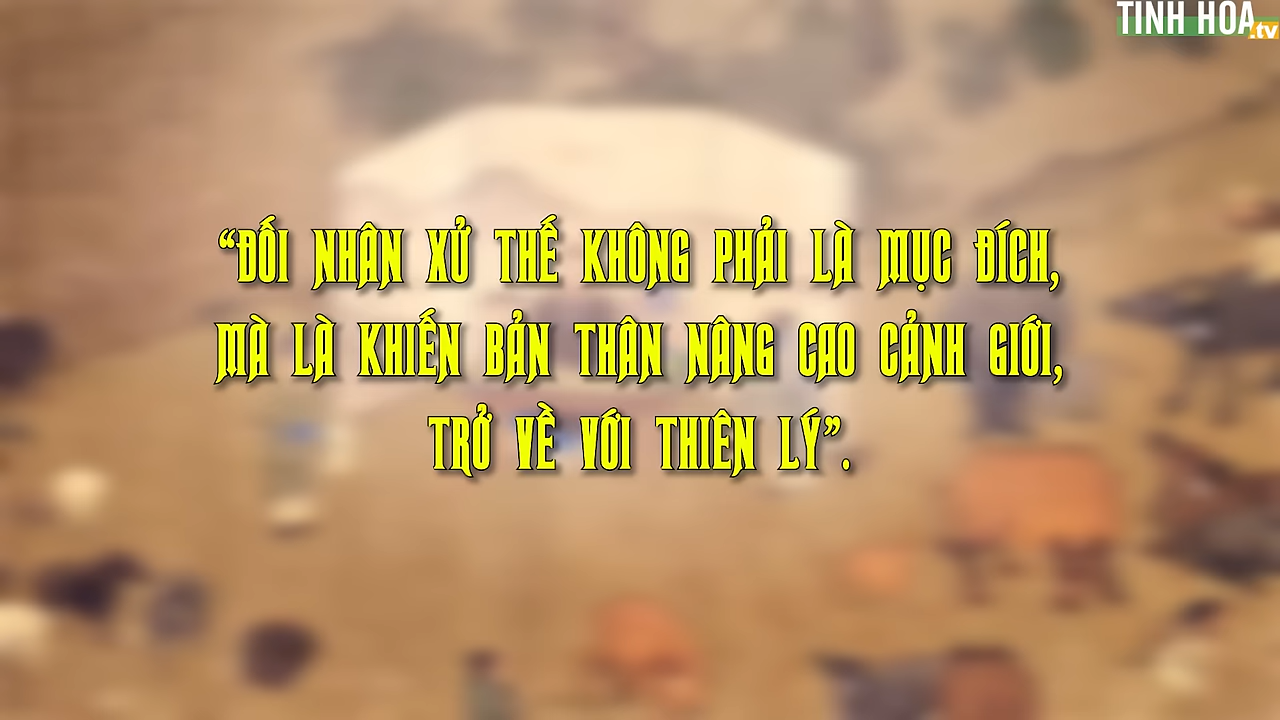 TINH HOA.tv
“ĐỐI NHÂN XỬ THẾ KHÔNG PHẢI LÀ MỤC ĐÍCH,
MÀ LÀ KHIẾN BẢN THÂN NÂNG CAO CẢNH GIỚI,
TRỞ VỀ VỚI THIÊN LÝ”.